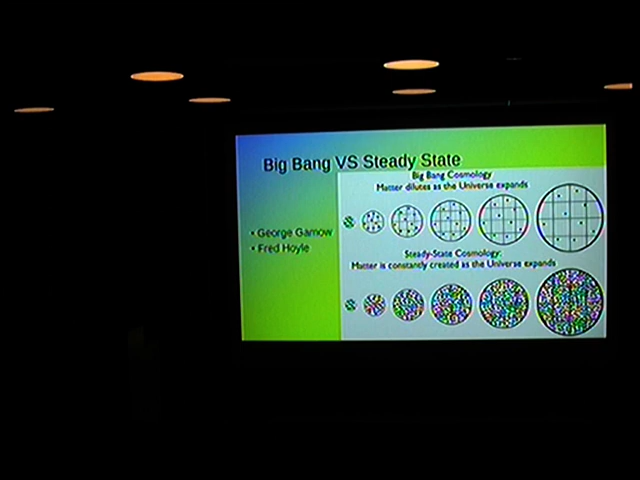 Big Bang VS Steady State
Big Bang Cosmology
Matter dilutes as the Universe expands
• George Gamow
• Fred Hoyle
Steady-State Cosmology:
Matter is constantly created as the Universe expands